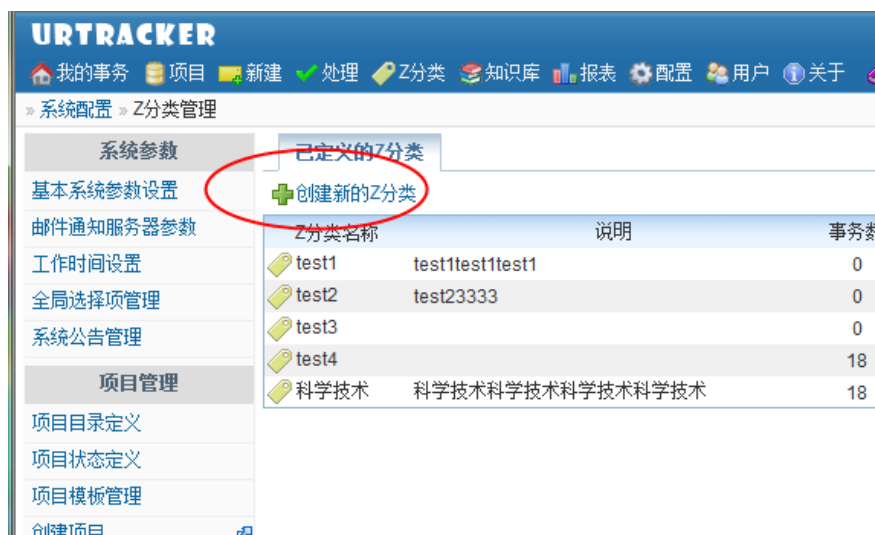 URTRACKER
我的事务 项目 新建 处理 Z分类 知识库 报表 配置 用户 关于
» 系统配置 » Z分类管理
系统参数
基本系统参数设置
邮件通知服务器参数
工作时间设置
全局选择项管理
系统公告管理
项目管理
项目目录定义
项目状态定义
项目模板管理
创建项目
已定义的Z分类
创建新的Z分类
Z分类名称 说明 事务数
test1 test1test1test1 0
test2 test23333 0
test3 0
test4 18
科学技术 科学技术科学技术科学技术科学技术 18